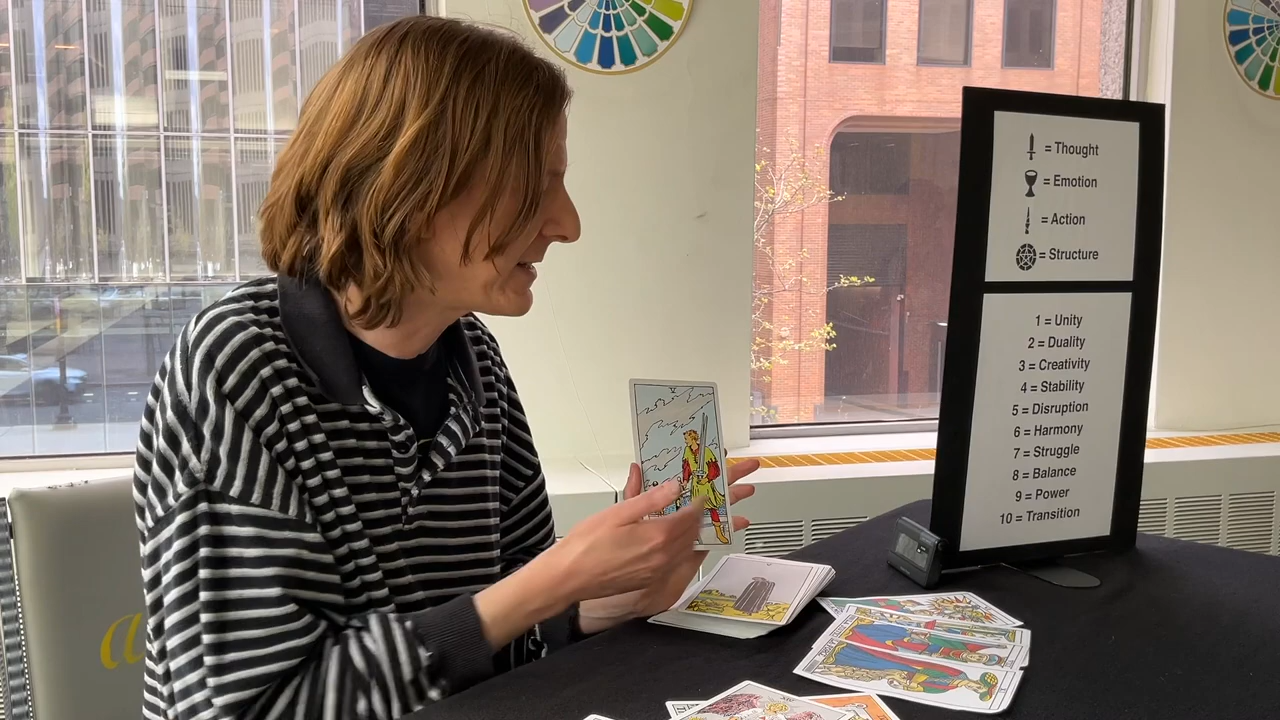 = Thought
= Emotion
= Action
= Structure
1 = Unity
2 = Duality
3 = Creativity
4 = Stability
5 = Disruption
6 = Harmony
7 = Struggle
8 = Balance
9 = Power
10 = Transition
V
a